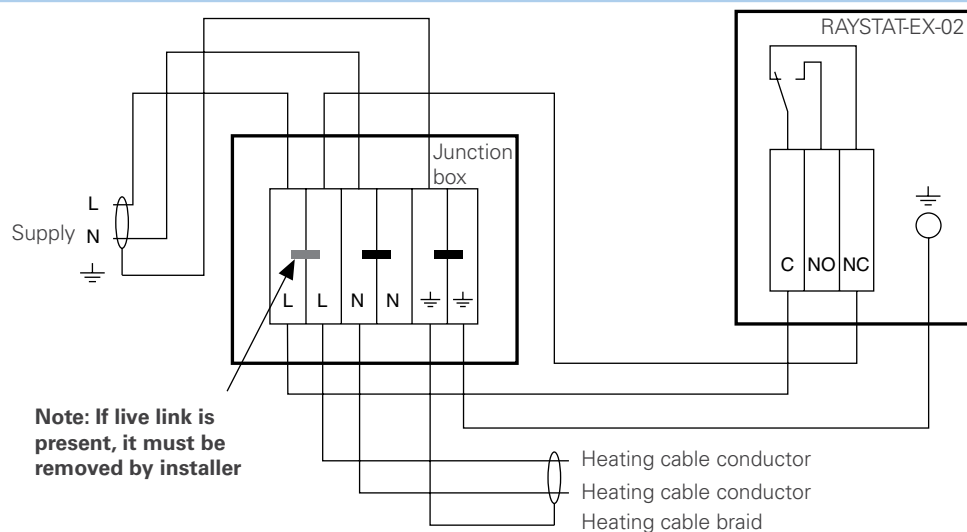 RAYSTAT-EX-02
Junction
box
L
Supply N
C NO NC
L L N N
Note: If live link is
present, it must be
removed by installer
Heating cable conductor
Heating cable conductor
Heating cable braid